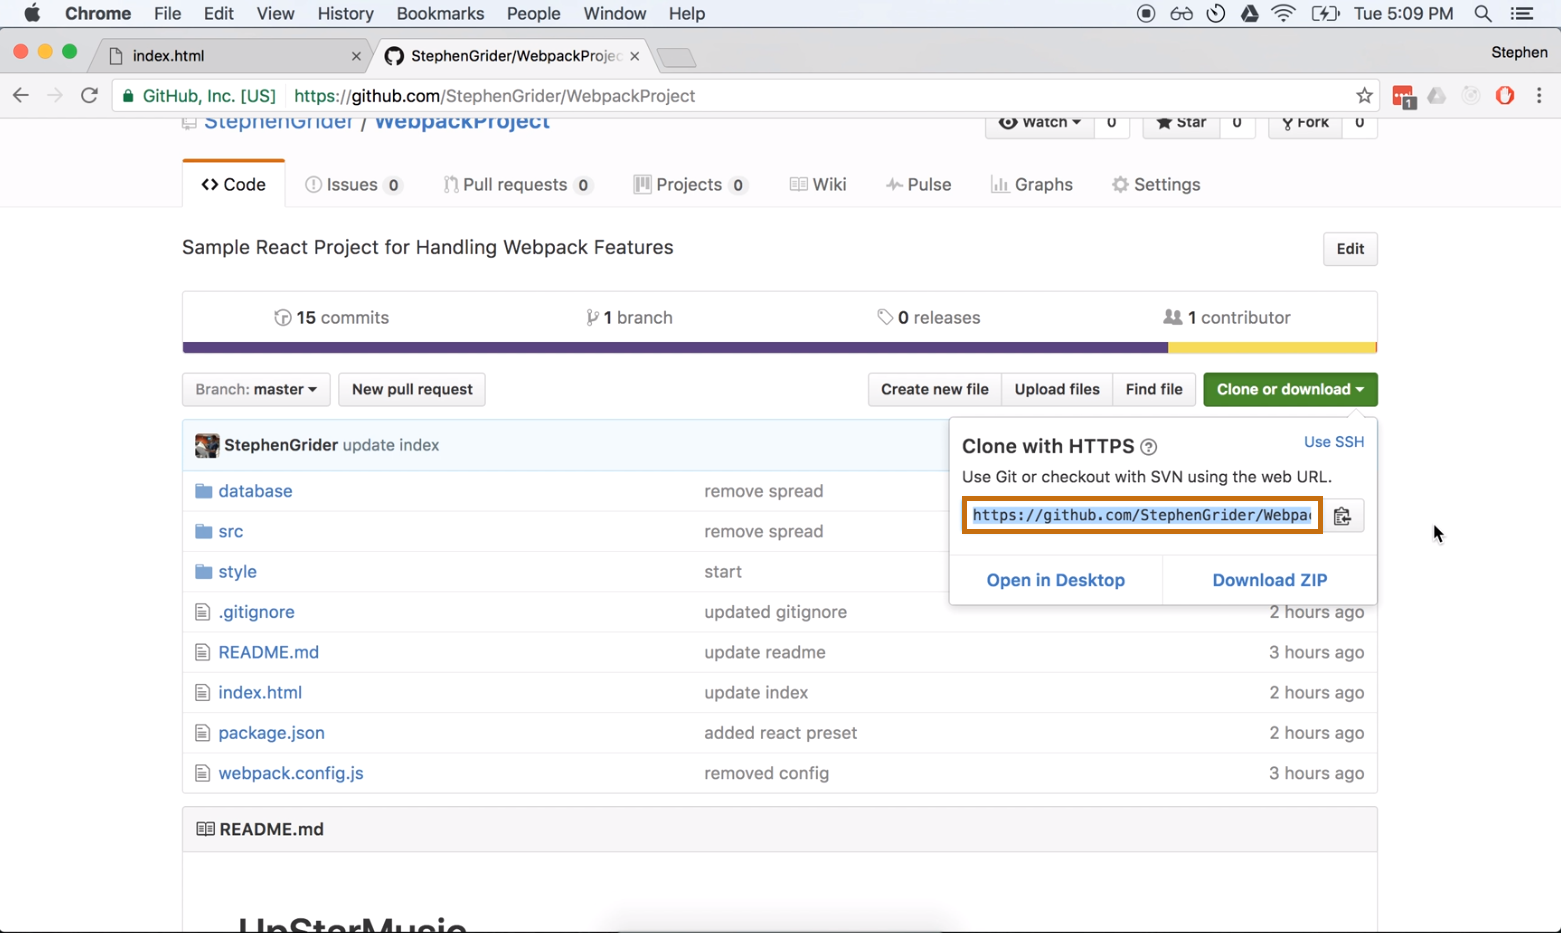 Chrome File Edit View History Bookmarks People Window Help Tue 5:09 PM
index.html StephenGrider/WebpackProjec Stephen
GitHub, Inc. [US] https://github.com/StephenGrider/WebpackProject 1
StephenGrider / WebpackProject Watch 0 Star 0 Fork 0
Code Issues 0 Pull requests 0 Projects 0 Wiki Pulse Graphs Settings
Sample React Project for Handling Webpack Features Edit
15 commits 1 branch 0 releases 1 contributor
Branch: master New pull request Create new file Upload files Find file Clone or download
StephenGrider update index
Clone with HTTPS ? Use SSH
Use Git or checkout with SVN using the web URL.
https://github.com/StephenGrider/Webpac
Open in Desktop Download ZIP
database remove spread
src remove spread
style start
.gitignore updated gitignore 2 hours ago
README.md update readme 3 hours ago
index.html update index 2 hours ago
package.json added react preset 2 hours ago
webpack.config.js removed config 3 hours ago
README.md
UpStarMusic